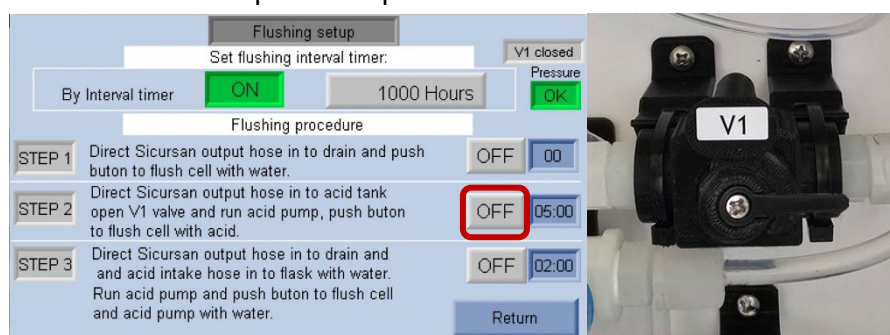 Flushing setup
Set flushing interval timer:
V1 closed
Pressure
By Interval timer
ON
1000 Hours
OK
Flushing procedure
STEP 1
Direct Sicursan output hose in to drain and push
buton to flush cell with water.
OFF
00
STEP 2
Direct Sicursan output hose in to acid tank
open V1 valve and run acid pump, push buton
to flush cell with acid.
OFF
05:00
STEP 3
Direct Sicursan output hose in to drain and
and acid intake hose in to flask with water.
Run acid pump and push buton to flush cell
and acid pump with water.
OFF
02:00
Return
V1